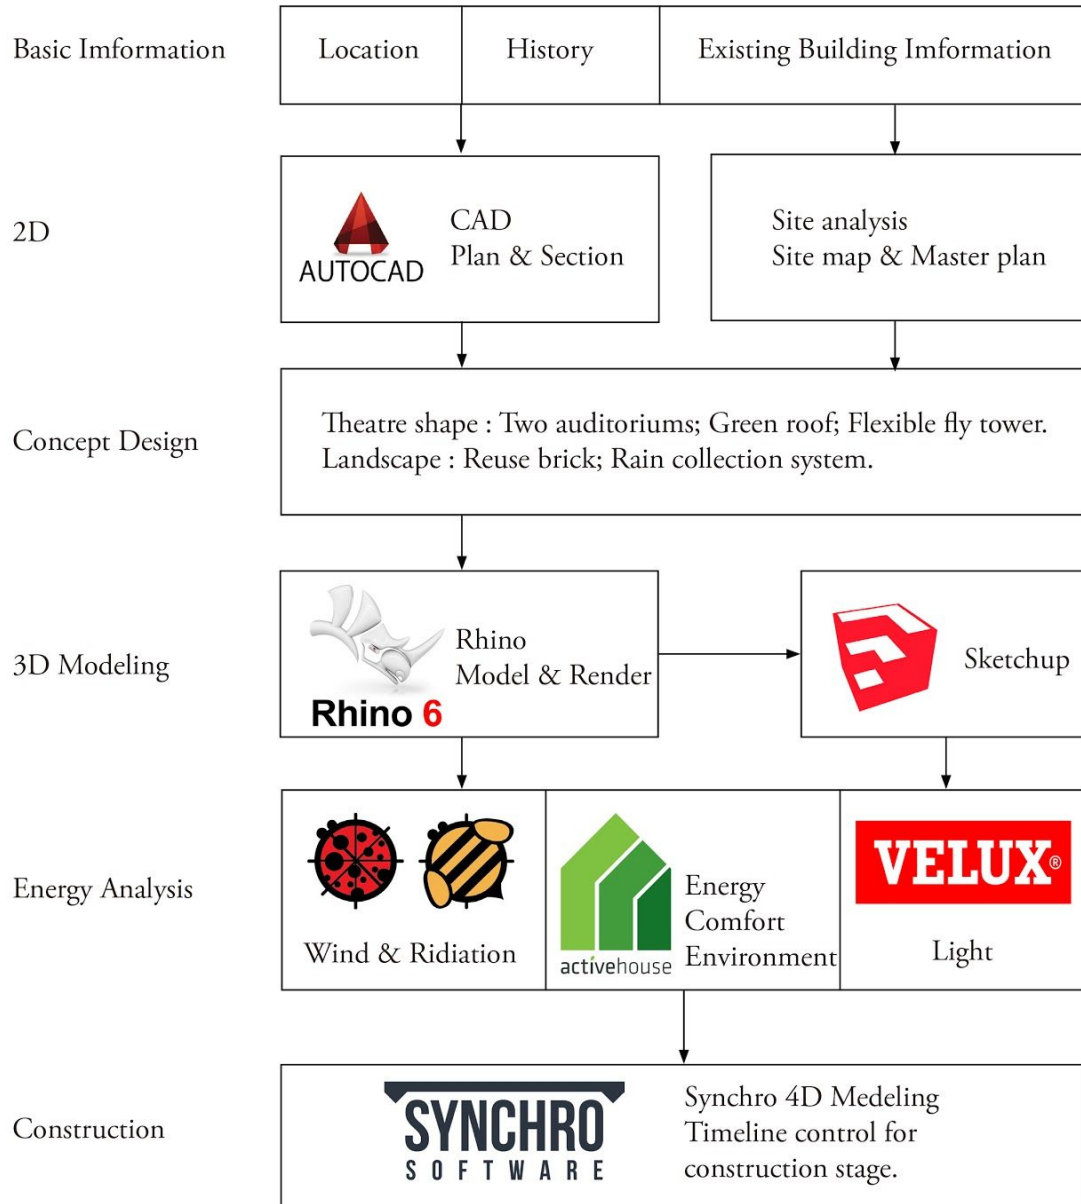 Basic Imformation
Location
History
Existing Building Imformation
2D
AUTOCAD
CAD
Plan & Section
Site analysis
Site map & Master plan
Concept Design
Theatre shape : Two auditoriums; Green roof; Flexible fly tower.
Landscape : Reuse brick; Rain collection system.
3D Modeling
Rhino 6
Rhino
Model & Render
Sketchup
Energy Analysis
Wind & Ridiation
activehouse
Energy
Comfort
Environment
VELUX®
Light
Construction
SYNCHRO
SOFTWARE
Synchro 4D Medeling
Timeline control for
construction stage.